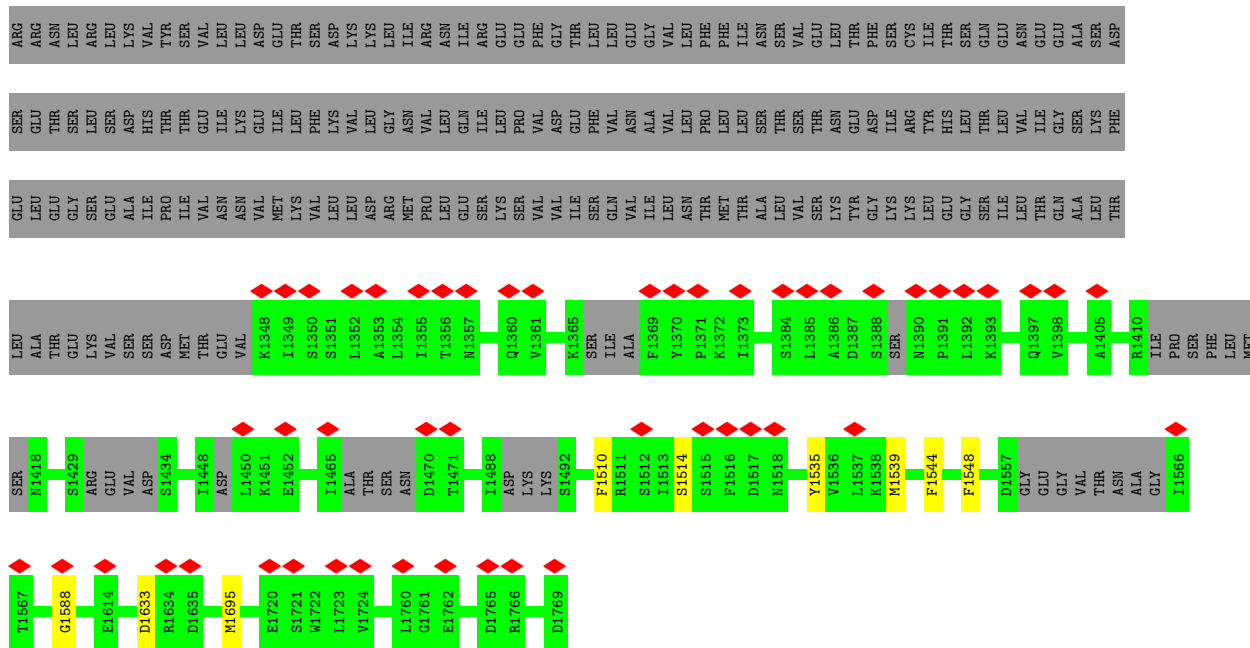 ARG ARG ASN LEU ARG LEU LYS VAL TYR SER VAL LEU LEU ASP GLU THR SER ASP LYS LYS LEU ILE ARG ASN ILE ARG GLU GLU PHE GLY THR LEU LEU GLU GLY VAL LEU PHE PHE ILE ASN SER VAL GLU LEU THR PHE SER CYS ILE THR SER GLN GLU ASN GLU GLU ALA SER ASP
SER GLU THR SER LEU SER ASP HIS THR TYR THR GLU ILE LYS GLU ILE LEU PHE LYS VAL LEU GLY ASN VAL LEU GLN ILE LEU PRO VAL ASP GLU PHE VAL ASN ALA VAL LEU PRO LEU LEU SER THR SER THR ASN GLU ASP ILE ARG TYR HIS LEU THR LEU VAL ILE GLY SER LYS PHE
GLU LEU GLU GLY SER GLU ALA ILE PRO ILE VAL ASN ASN VAL MET LYS VAL LEU LEU ASP ARG MET PRO LEU GLU SER LYS SER VAL VAL ILE SER GLN VAL ILE LEU ASN THR MET THR ALA LEU VAL SER LYS TYR GLY LYS LYS LEU GLU GLY SER ILE LEU THR GLN ALA LEU THR
LEU ALA THR GLU LYS VAL SER SER ASP MET THR GLU VAL K1348 I1349 S1350 S1351 L1352 A1353 L1354 I1355 T1356 N1357 Q1360 V1361 K1365 SER ILE ALA F1369 Y1370 P1371 K1372 I1373 S1384 L1385 A1386 D1387 S1388 SER N1390 P1391 L1392 K1393 Q1397 V1398 A1405 R1410 ILE PRO SER PHE LEU MET
SER N1418 S1429 ARG GLU VAL ASP S1434 I1448 ASP L1450 K1451 E1452 I1465 ALA THR SER ASN D1470 T1471 I1488 ASP LYS LYS S1492 F1510 R1511 S1512 I1513 S1514 S1515 F1516 D1517 N1518 Y1535 V1536 L1537 K1538 M1539 F1544 F1548 D1557 GLY GLU GLY VAL THR ASN ALA GLY I1566
T1567 G1588 E1614 D1633 R1634 D1635 M1695 E1720 S1721 W1722 L1723 V1724 L1760 G1761 E1762 D1765 R1766 D1769